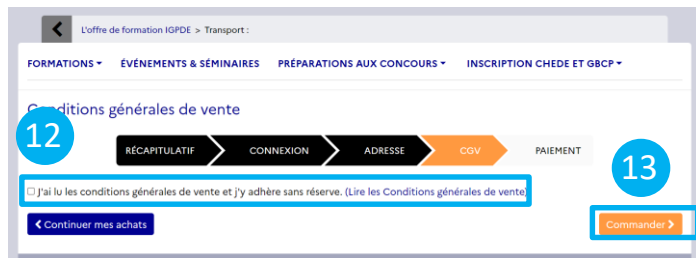 L'offre de formation IGPDE > Transport :
FORMATIONS ÉVÉNEMENTS & SÉMINAIRES PRÉPARATIONS AUX CONCOURS INSCRIPTION CHEDE ET GBCP
Conditions générales de vente
12
RÉCAPITULATIF CONNEXION ADRESSE CGV PAIEMENT
13
J'ai lu les conditions générales de vente et j'y adhère sans réserve. (Lire les Conditions générales de vente)
Continuer mes achats Commander